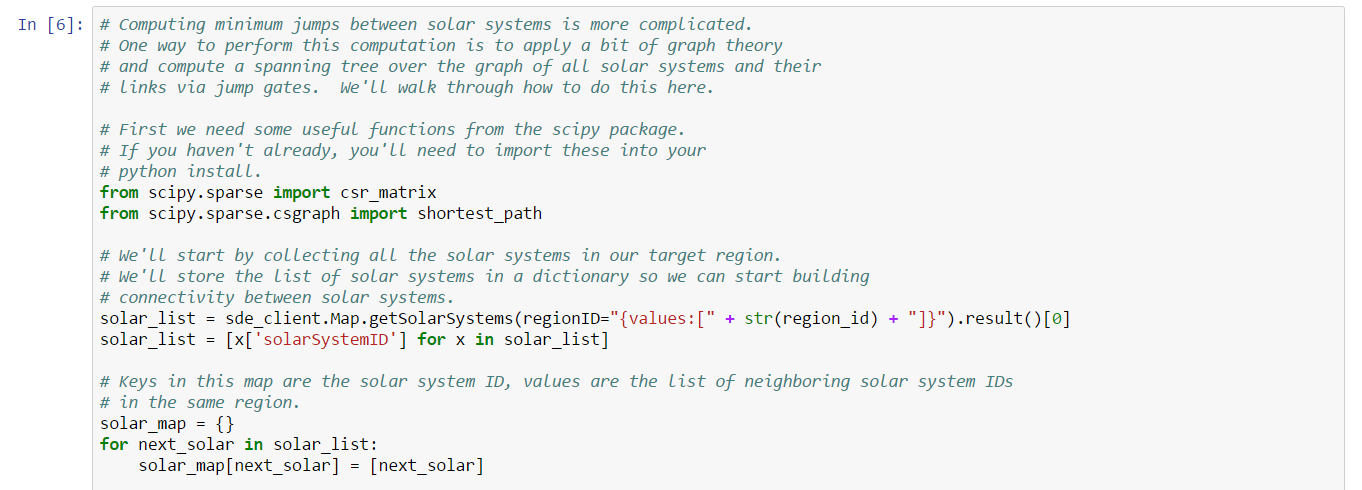 In [6]: # Computing minimum jumps between solar systems is more complicated.
# One way to perform this computation is to apply a bit of graph theory
# and compute a spanning tree over the graph of all solar systems and their
# links via jump gates.  We'll walk through how to do this here.

# First we need some useful functions from the scipy package.
# If you haven't already, you'll need to import these into your
# python install.
from scipy.sparse import csr_matrix
from scipy.sparse.csgraph import shortest_path

# We'll start by collecting all the solar systems in our target region.
# We'll store the list of solar systems in a dictionary so we can start building
# connectivity between solar systems.
solar_list = sde_client.Map.getSolarSystems(regionID="{values:[" + str(region_id) + "]}").result()[0]
solar_list = [x['solarSystemID'] for x in solar_list]

# Keys in this map are the solar system ID, values are the list of neighboring solar system IDs
# in the same region.
solar_map = {}
for next_solar in solar_list:
    solar_map[next_solar] = [next_solar]